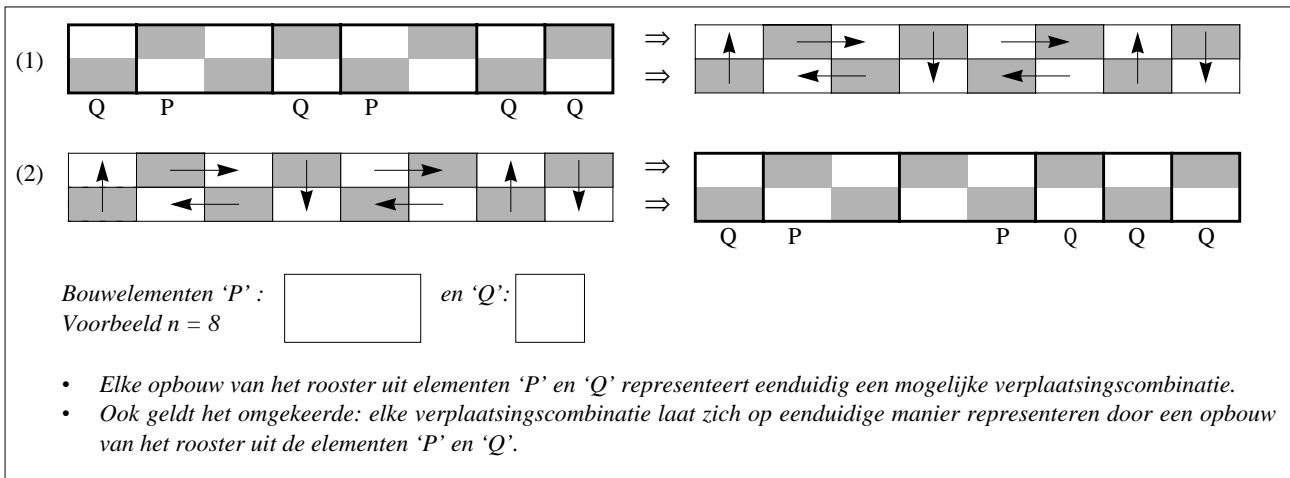 (1) ⇒
⇒
Q P Q P Q Q
(2) ⇒
⇒
Q P P Q Q Q
Bouwelementen ‘P’ : en ‘Q’:
Voorbeeld n = 8
• Elke opbouw van het rooster uit elementen ‘P’ en ‘Q’ representeert eenduidig een mogelijke verplaatsingscombinatie.
• Ook geldt het omgekeerde: elke verplaatsingscombinatie laat zich op eenduidige manier representeren door een opbouw
van het rooster uit de elementen ‘P’ en ‘Q’.